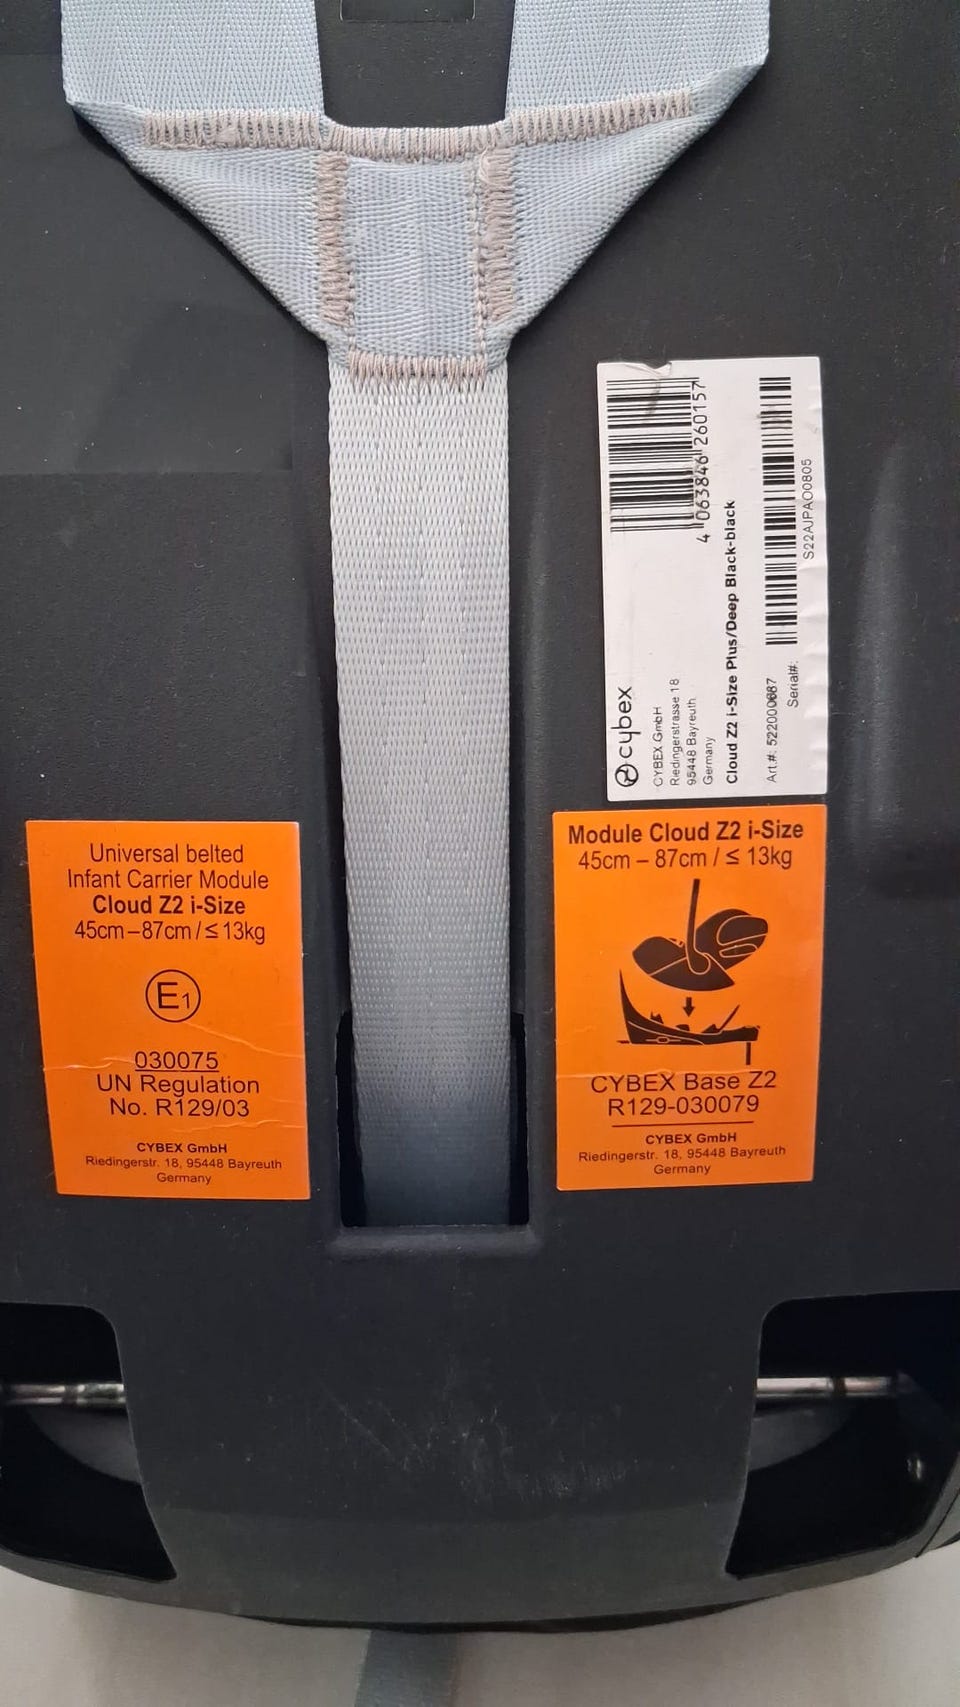 4 063846 260157
cybex
CYBEX GmbH
Riedingerstrasse 18
95448 Bayreuth
Germany
Cloud Z2 i-Size Plus/Deep Black-black
Art.#: 522000687
Serial#:
S22AJPAO0805
Universal belted
Infant Carrier Module
Cloud Z2 i-Size
45cm–87cm/≤13kg
E1
030075
UN Regulation
No. R129/03
CYBEX GmbH
Riedingerstr. 18, 95448 Bayreuth
Germany
Module Cloud Z2 i-Size
45cm – 87cm / ≤ 13kg
CYBEX Base Z2
R129-030079
CYBEX GmbH
Riedingerstr. 18, 95448 Bayreuth
Germany